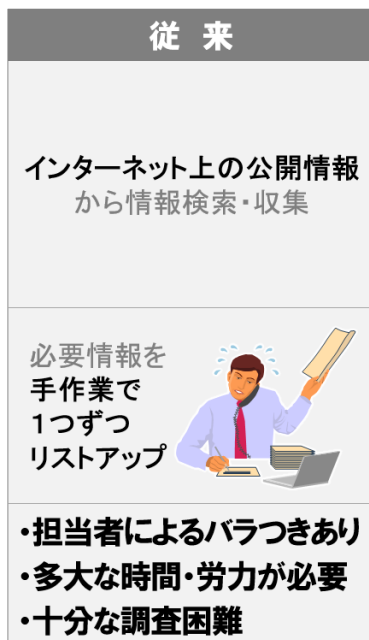 従 来
インターネット上の公開情報
から情報検索・収集
必要情報を
手作業で
１つずつ
リストアップ
・担当者によるバラつきあり
・多大な時間・労力が必要
・十分な調査困難